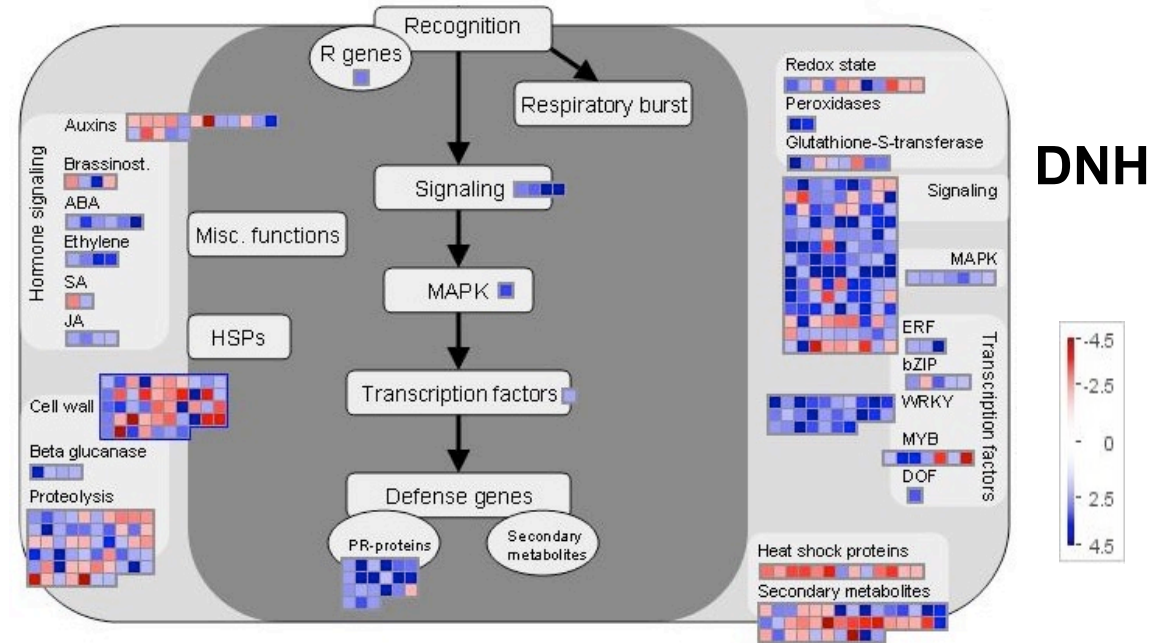 Recognition
R genes
Respiratory burst
Signaling
Misc. functions
MAPK
HSPs
Transcription factors
Defense genes
PR-proteins
Secondary
metabolites
Hormone signaling
Auxins
Brassinost.
ABA
Ethylene
SA
JA
Cell wall
Beta glucanase
Proteolysis
Redox state
Peroxidases
Glutathione-S-transferase
Signaling
MAPK
ERF
bZIP
WRKY
MYB
DOF
Transcription factors
Heat shock proteins
Secondary metabolites
DNH
-4.5
-2.5
0
2.5
4.5